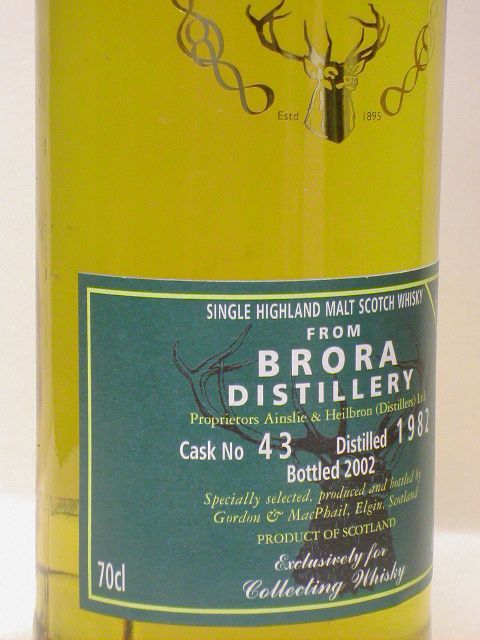 Estd 1895
SINGLE HIGHLAND MALT SCOTCH WHISKY
FROM
BRORA
DISTILLERY
Proprietors Ainslie & Heilbron (Distillers) Ltd.
Cask No 43 Distilled 1982
Bottled 2002
Specially selected, produced and bottled by
Gordon & MacPhail, Elgin, Scotland
PRODUCT OF SCOTLAND
Exclusively for
70cl Collecting Whisky